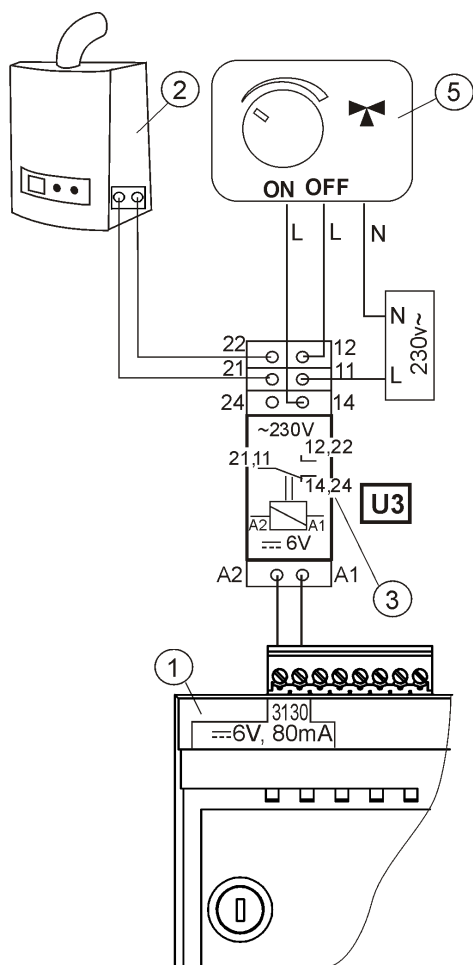 2
5
ON OFF
L L N
N
230v~
L
22 12
21 11
24 14
~230V
12,22
21,11
14,24
U3
A2 A1
⎓ 6V
A2 A1
3
1
3130
⎓6V, 80mA